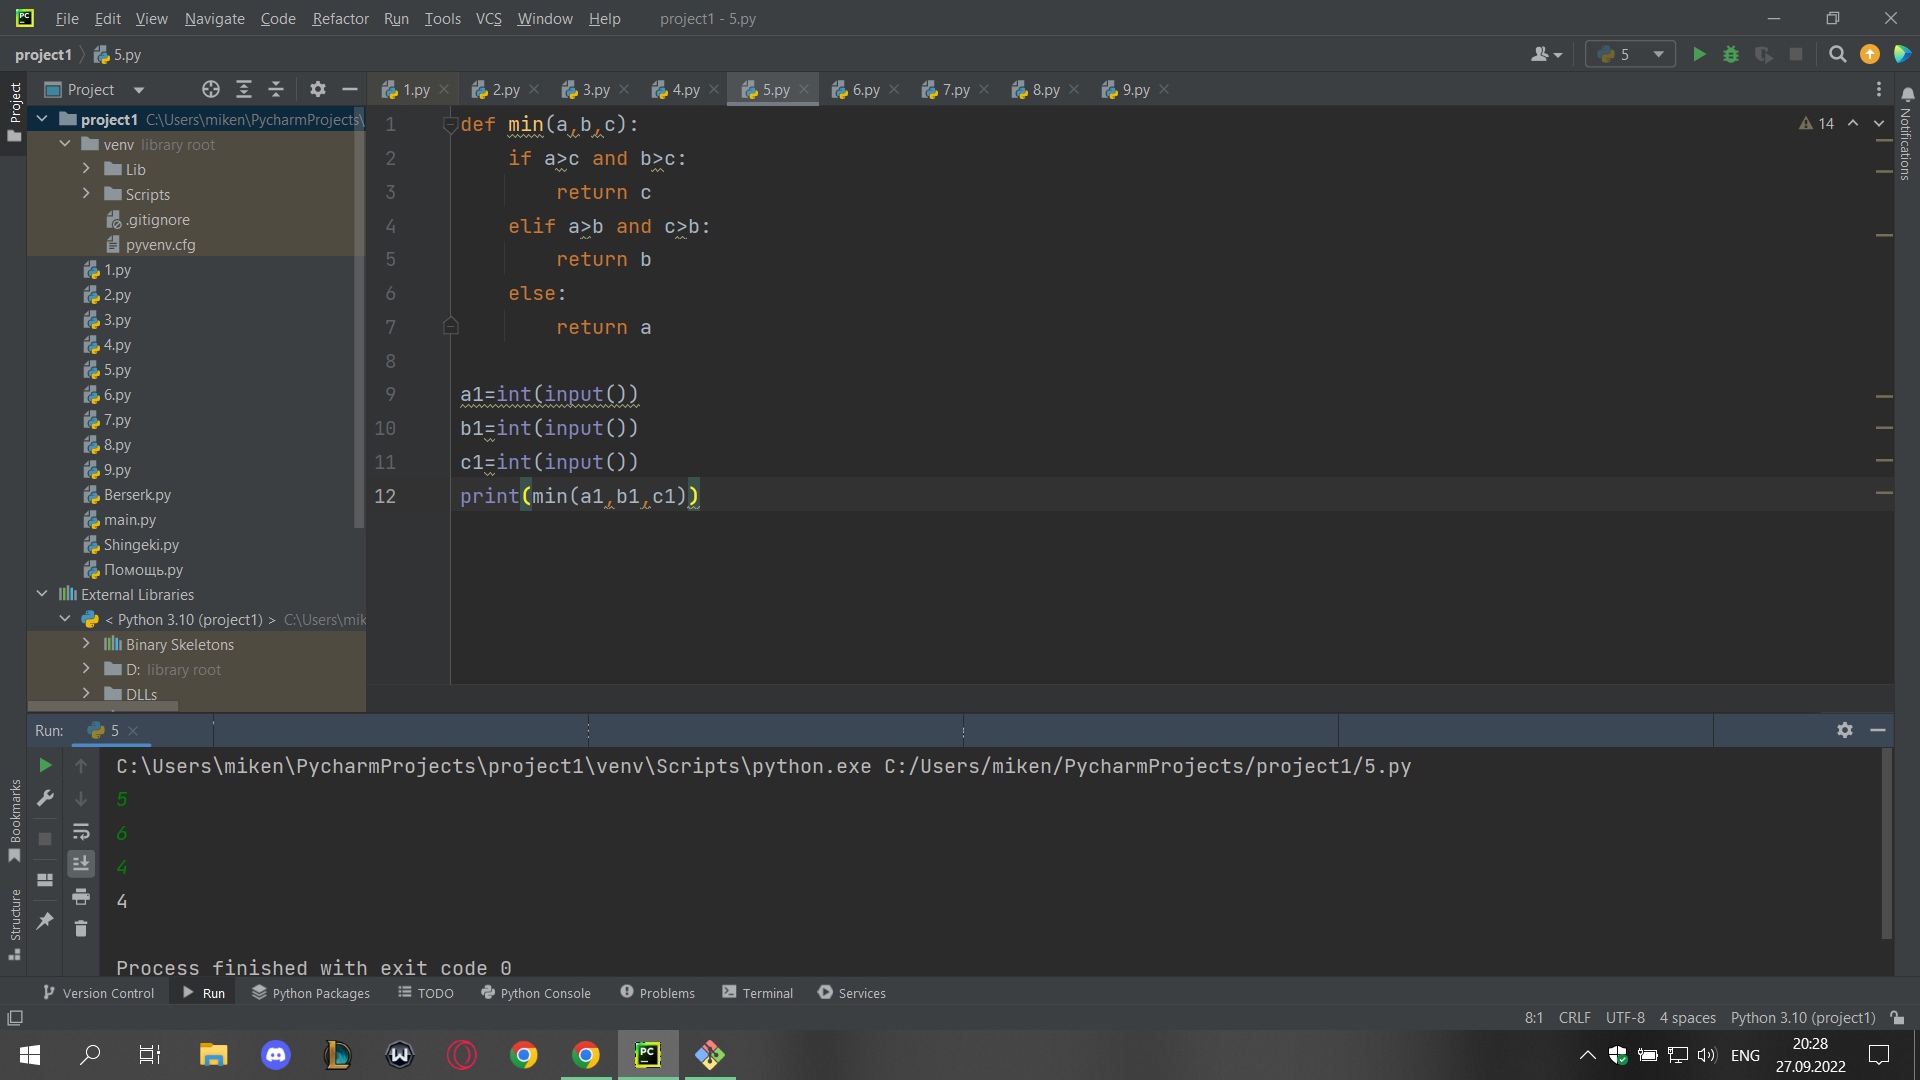 PC File Edit View Navigate Code Refactor Run Tools VCS Window Help project1 - 5.py
project1 5.py 5
Project 1.py 2.py 3.py 4.py 5.py 6.py 7.py 8.py 9.py
Project
Notifications
project1 C:\Users\miken\PycharmProjects\
venv library root
Lib
Scripts
.gitignore
pyvenv.cfg
1.py
2.py
3.py
4.py
5.py
6.py
7.py
8.py
9.py
Berserk.py
main.py
Shingeki.py
Помощь.py
External Libraries
< Python 3.10 (project1) > C:\Users\mik
Binary Skeletons
D: library root
DLLs
1 def min(a,b,c): 14
2 if a>c and b>c:
3 return c
4 elif a>b and c>b:
5 return b
6 else:
7 return a
8
9 a1=int(input())
10 b1=int(input())
11 c1=int(input())
12 print(min(a1,b1,c1))
Run: 5
C:\Users\miken\PycharmProjects\project1\venv\Scripts\python.exe C:/Users/miken/PycharmProjects/project1/5.py
5
6
4
4
Process finished with exit code 0
Bookmarks
Structure
Version Control Run Python Packages TODO Python Console Problems Terminal Services
8:1 CRLF UTF-8 4 spaces Python 3.10 (project1)
PC ENG 20:28
27.09.2022